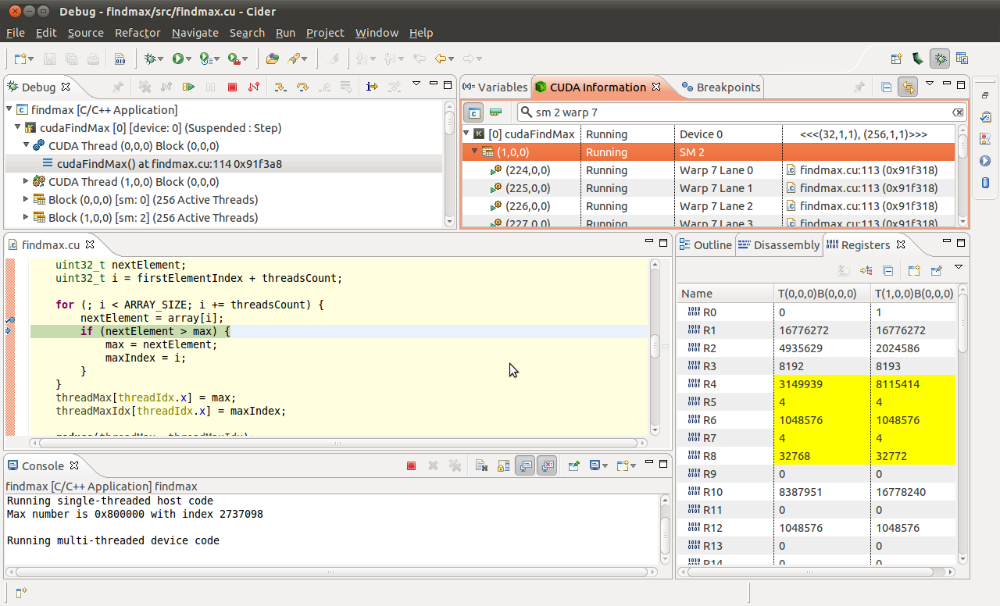 Debug - findmax/src/findmax.cu - Cider
File Edit Source Refactor Navigate Search Run Project Window Help
Debug
findmax [C/C++ Application]
cudaFindMax [0] [device: 0] (Suspended : Step)
CUDA Thread (0,0,0) Block (0,0,0)
cudaFindMax() at findmax.cu:114 0x91f3a8
CUDA Thread (1,0,0) Block (0,0,0)
Block (0,0,0) [sm: 0] (256 Active Threads)
Block (1,0,0) [sm: 2] (256 Active Threads)
Variables CUDA Information Breakpoints
sm 2 warp 7
[0] cudaFindMax Running Device 0 <<<(32,1,1), (256,1,1)>>>
(1,0,0) Running SM 2
(224,0,0) Running Warp 7 Lane 0 findmax.cu:113 (0x91f318)
(225,0,0) Running Warp 7 Lane 1 findmax.cu:113 (0x91f318)
(226,0,0) Running Warp 7 Lane 2 findmax.cu:113 (0x91f318)
(227,0,0) Running Warp 7 Lane 3 findmax.cu:113 (0x91f318)
findmax.cu
uint32_t nextElement;
uint32_t i = firstElementIndex + threadsCount;
for (; i < ARRAY_SIZE; i += threadsCount) {
nextElement = array[i];
if (nextElement > max) {
max = nextElement;
maxIndex = i;
}
}
threadMax[threadIdx.x] = max;
threadMaxIdx[threadIdx.x] = maxIndex;
reduce(threadMax, threadMaxIdx);
Outline Disassembly Registers
Name T(0,0,0)B(0,0,0) T(1,0,0)B(0,0,0)
R0 0 1
R1 16776272 16776272
R2 4935629 2024586
R3 8192 8193
R4 3149939 8115414
R5 4 4
R6 1048576 1048576
R7 4 4
R8 32768 32772
R9 0 0
R10 8387951 16778240
R11 0 0
R12 1048576 1048576
R13 0 0
R14 0 0
Console
findmax [C/C++ Application] findmax
Running single-threaded host code
Max number is 0x800000 with index 2737098
Running multi-threaded device code